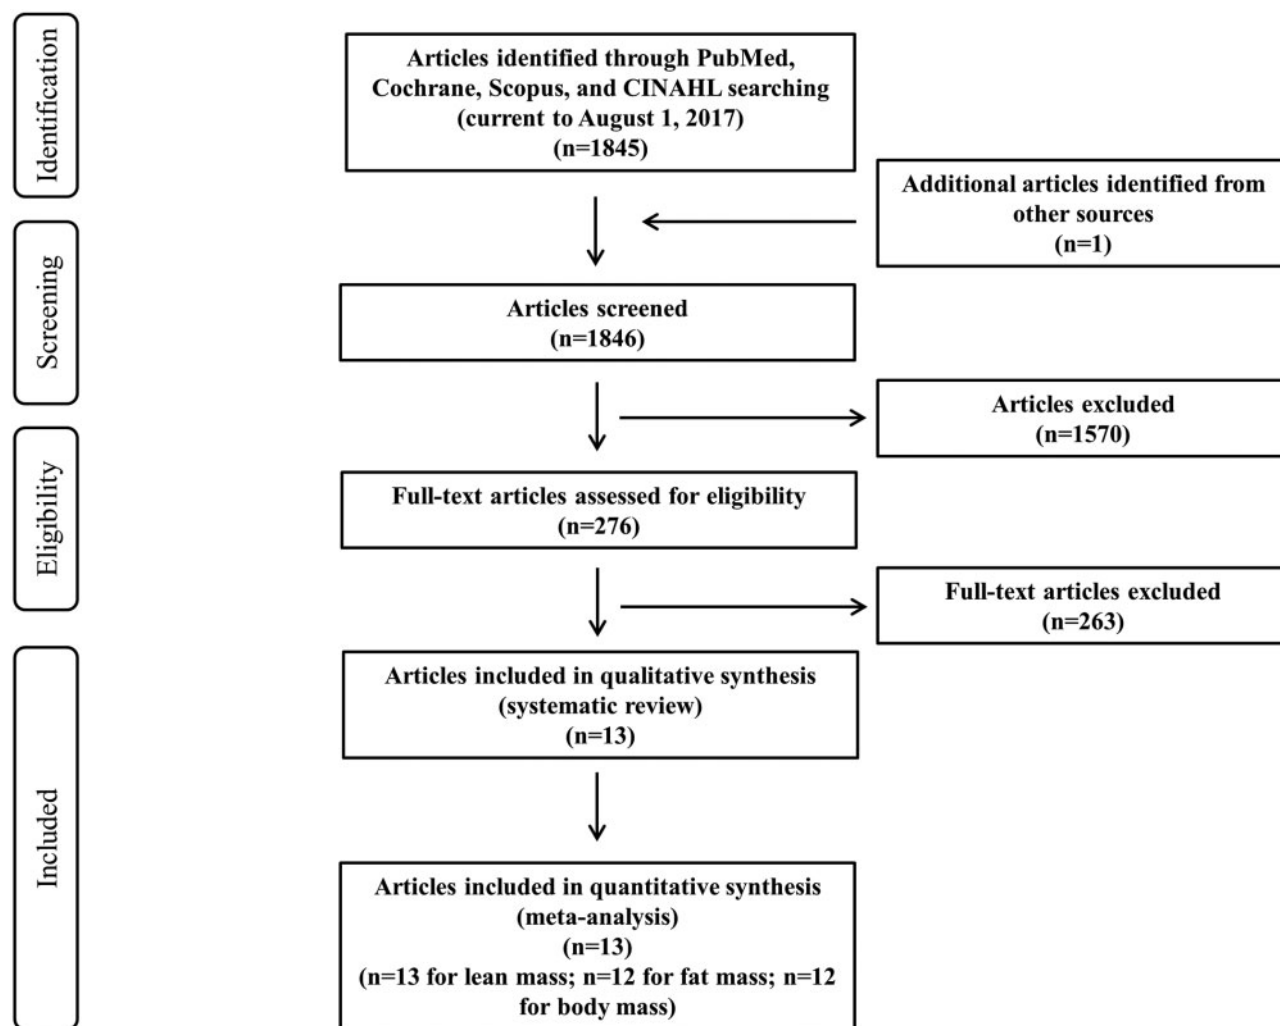 Identification
Articles identified through PubMed,
Cochrane, Scopus, and CINAHL searching
(current to August 1, 2017)
(n=1845)
Additional articles identified from
other sources
(n=1)
Screening
Articles screened
(n=1846)
Articles excluded
(n=1570)
Eligibility
Full-text articles assessed for eligibility
(n=276)
Full-text articles excluded
(n=263)
Included
Articles included in qualitative synthesis
(systematic review)
(n=13)
Articles included in quantitative synthesis
(meta-analysis)
(n=13)
(n=13 for lean mass; n=12 for fat mass; n=12
for body mass)